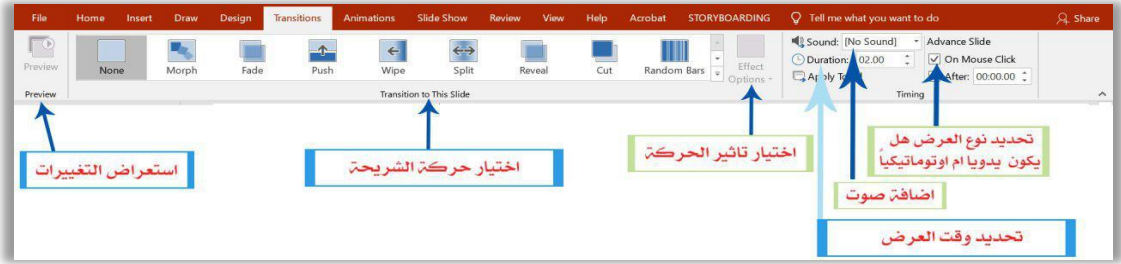 File Home Insert Draw Design Transitions Animations Slide Show Review View Help Acrobat STORYBOARDING Tell me what you want to do Share
Sound: [No Sound] Advance Slide
Duration: 02.00 On Mouse Click
Apply To After: 00:00.00
Preview None Morph Fade Push Wipe Split Reveal Cut Random Bars Effect Options
Preview Transition to This Slide Timing
استعراض التغييرات
اختيار حركة الشريحة
اختيار تاثير الحركة
تحديد نوع العرض هل
يكون يدويا ام اوتوماتيكياً
اضافة صوت
تحديد وقت العرض